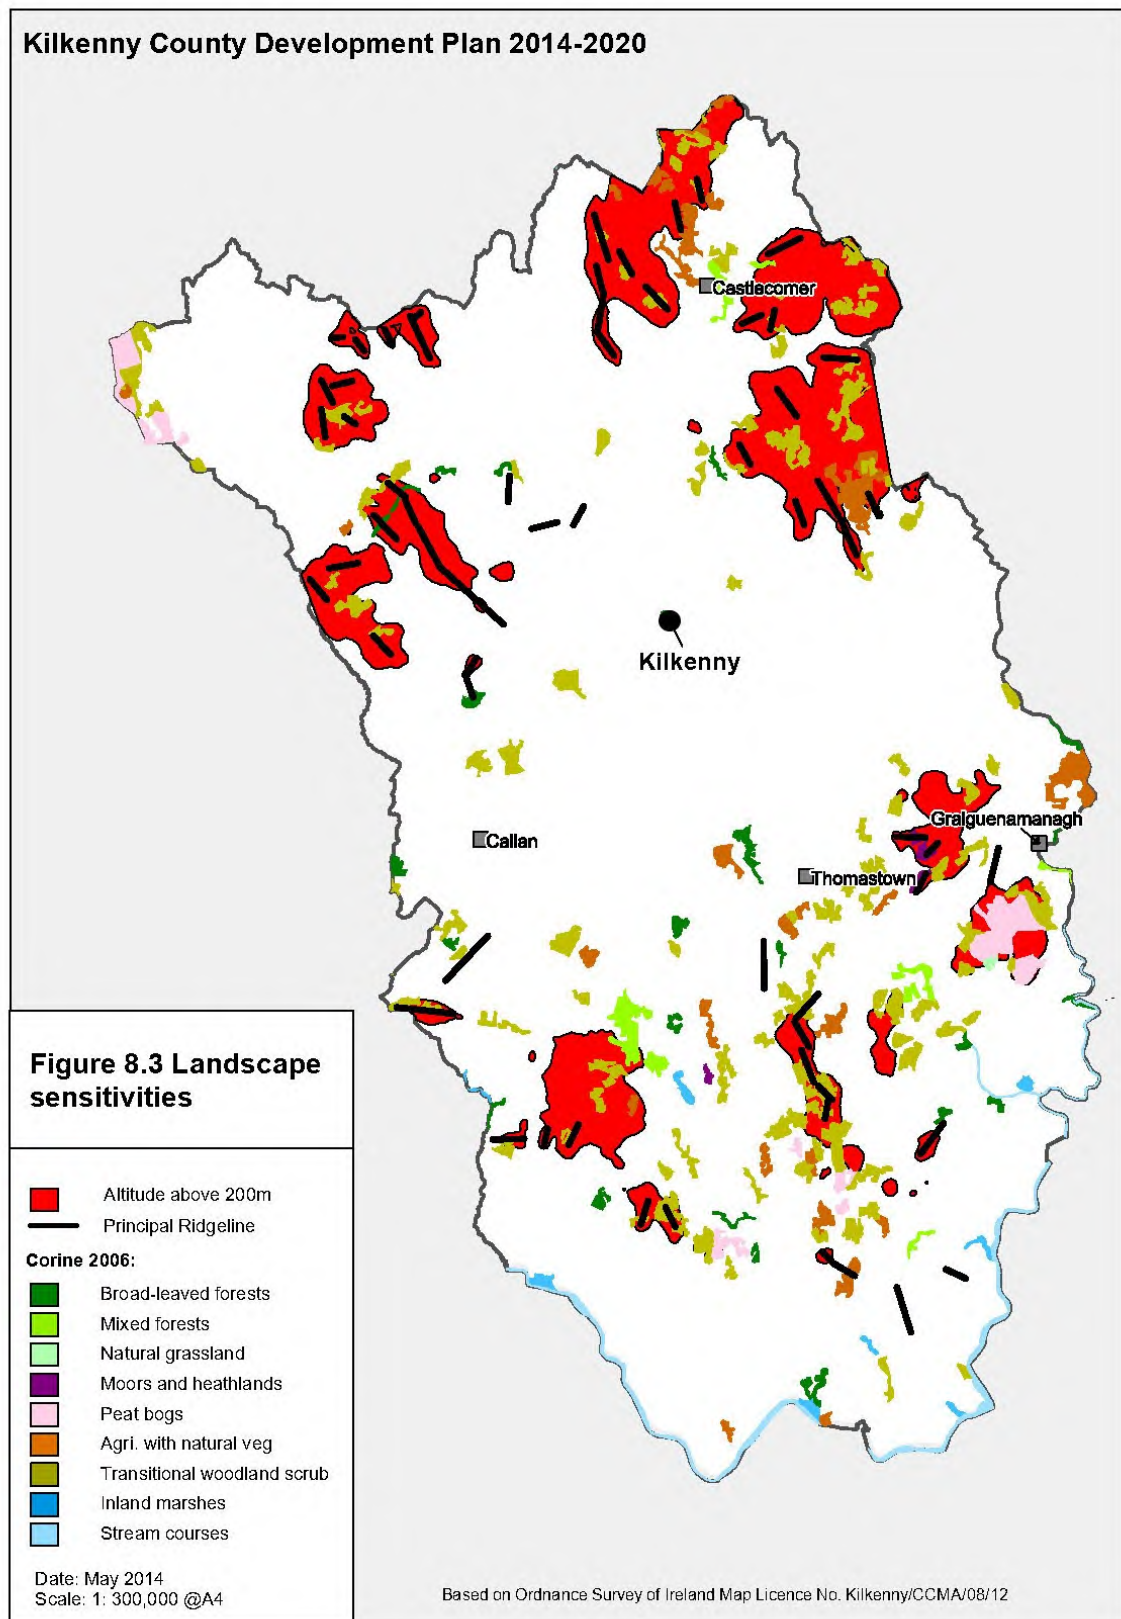 Kilkenny County Development Plan 2014-2020
Castlecomer
Kilkenny
Graiguenamanagh
Callan
Thomastown
Figure 8.3 Landscape
sensitivities
Altitude above 200m
Principal Ridgeline
Corine 2006:
Broad-leaved forests
Mixed forests
Natural grassland
Moors and heathlands
Peat bogs
Agri. with natural veg
Transitional woodland scrub
Inland marshes
Stream courses
Date: May 2014
Scale: 1: 300,000 @A4
Based on Ordnance Survey of Ireland Map Licence No. Kilkenny/CCMA/08/12